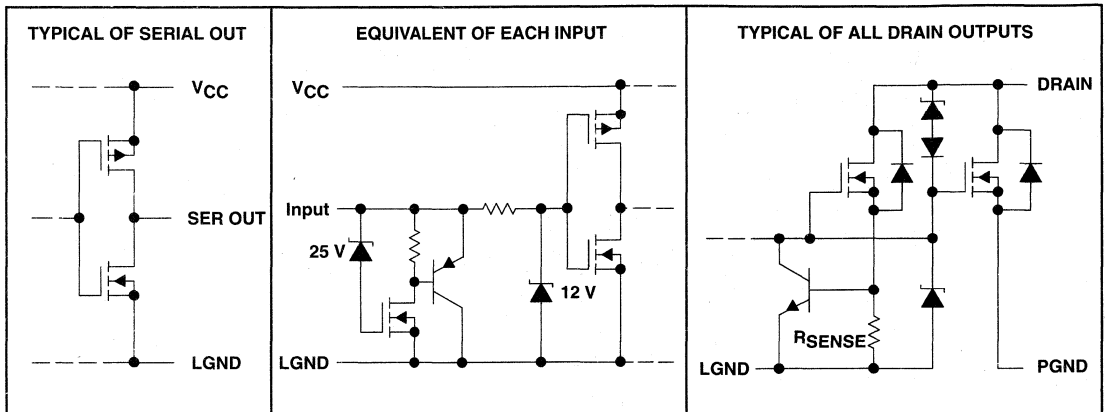 TYPICAL OF SERIAL OUT
VCC
SER OUT
LGND
EQUIVALENT OF EACH INPUT
VCC
Input
25 V
12 V
LGND
TYPICAL OF ALL DRAIN OUTPUTS
DRAIN
RSENSE
LGND
PGND